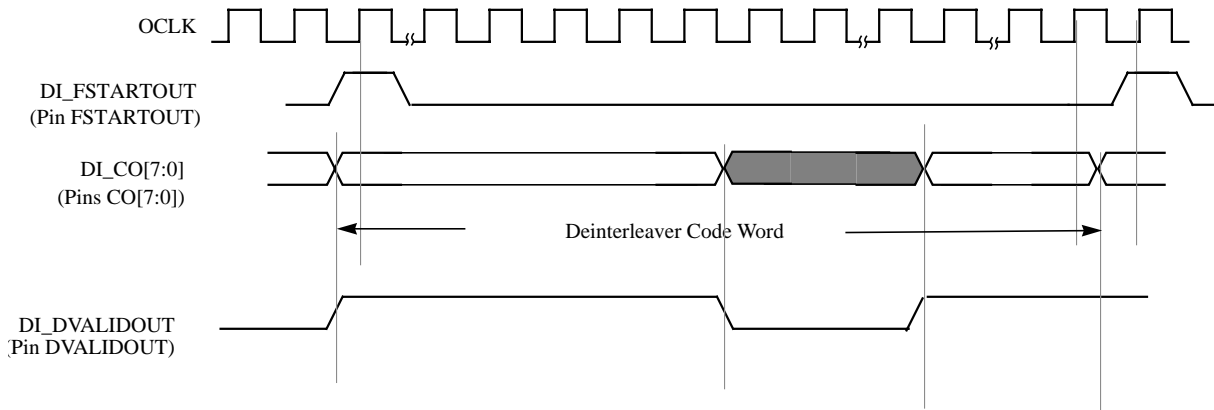 OCLK
DI_FSTARTOUT
(Pin FSTARTOUT)
DI_CO[7:0]
(Pins CO[7:0])
Deinterleaver Code Word
DI_DVALIDOUT
(Pin DVALIDOUT)